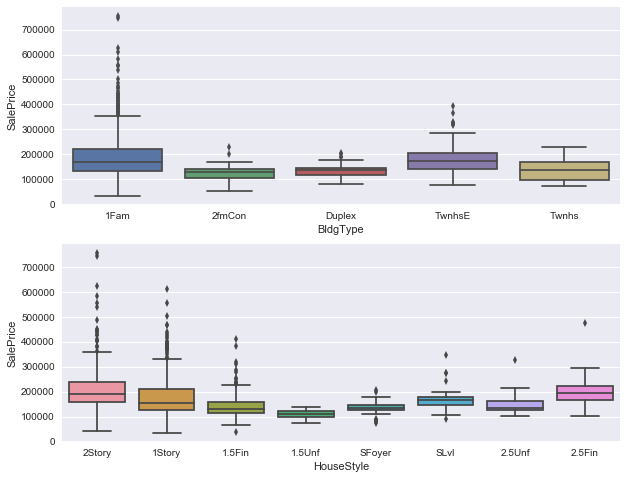 700000
600000
500000
400000
300000
200000
100000
0
SalePrice
1Fam 2fmCon Duplex TwnhsE Twnhs
BldgType
700000
600000
500000
400000
300000
200000
100000
0
SalePrice
2Story 1Story 1.5Fin 1.5Unf SFoyer SLvl 2.5Unf 2.5Fin
HouseStyle